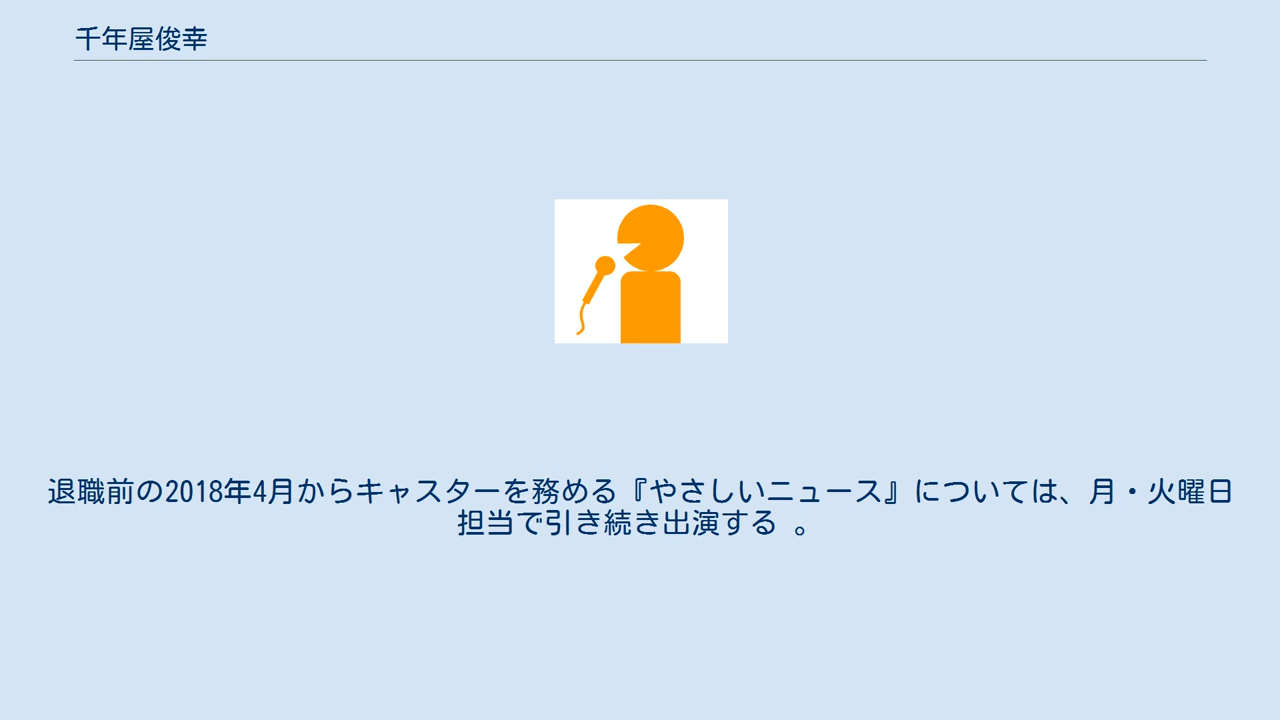 千年屋俊幸
退職前の2018年4月からキャスターを務める『やさしいニュース』については、月・火曜日
担当で引き続き出演する 。